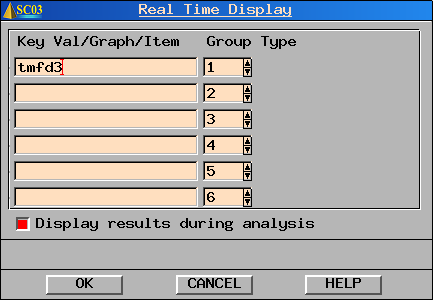 SC03 Real Time Display
Key Val/Graph/Item Group Type
tmfd3 1
2
3
4
5
6
Display results during analysis
OK CANCEL HELP